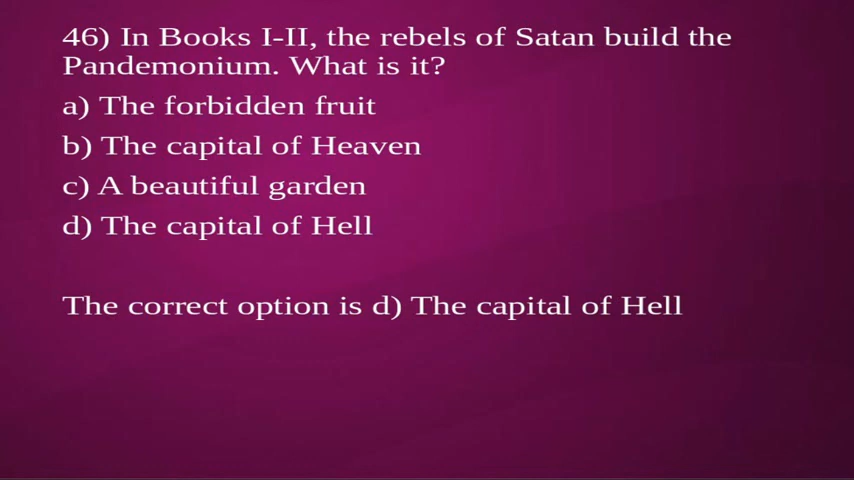 46) In Books I-II, the rebels of Satan build the
Pandemonium. What is it?
a) The forbidden fruit
b) The capital of Heaven
c) A beautiful garden
d) The capital of Hell
The correct option is d) The capital of Hell